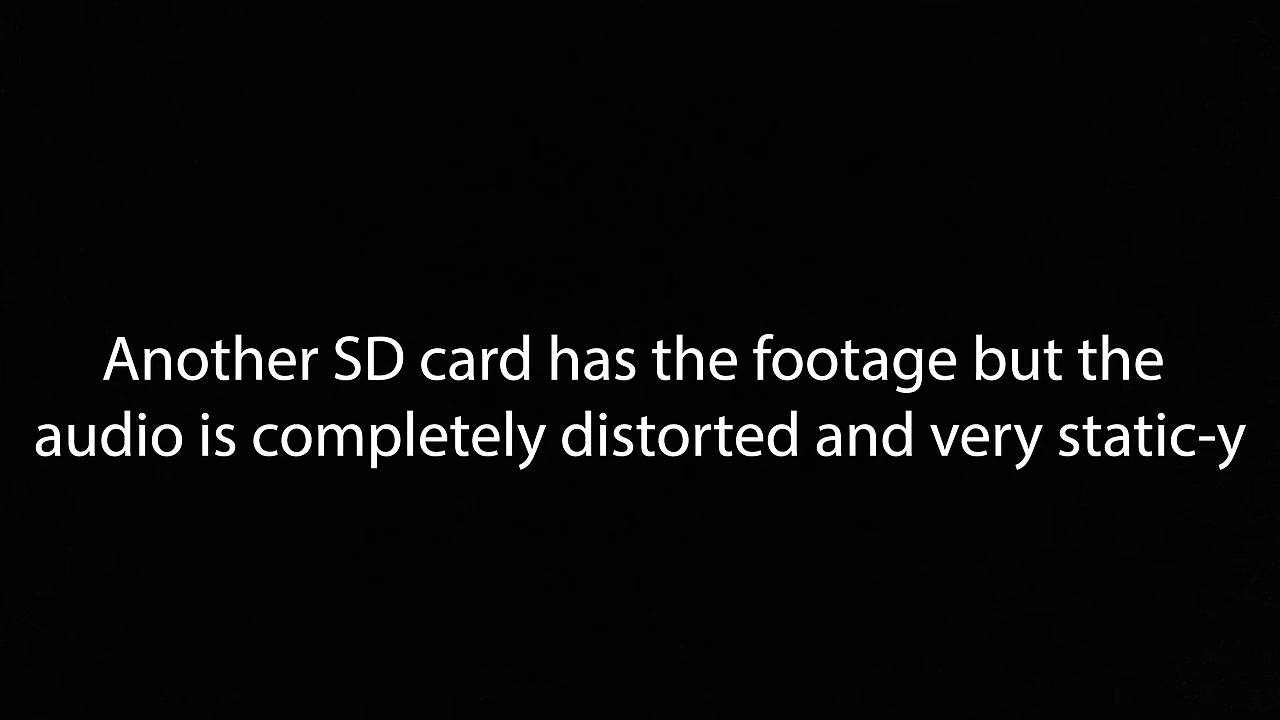 Another SD card has the footage but the
audio is completely distorted and very static-y